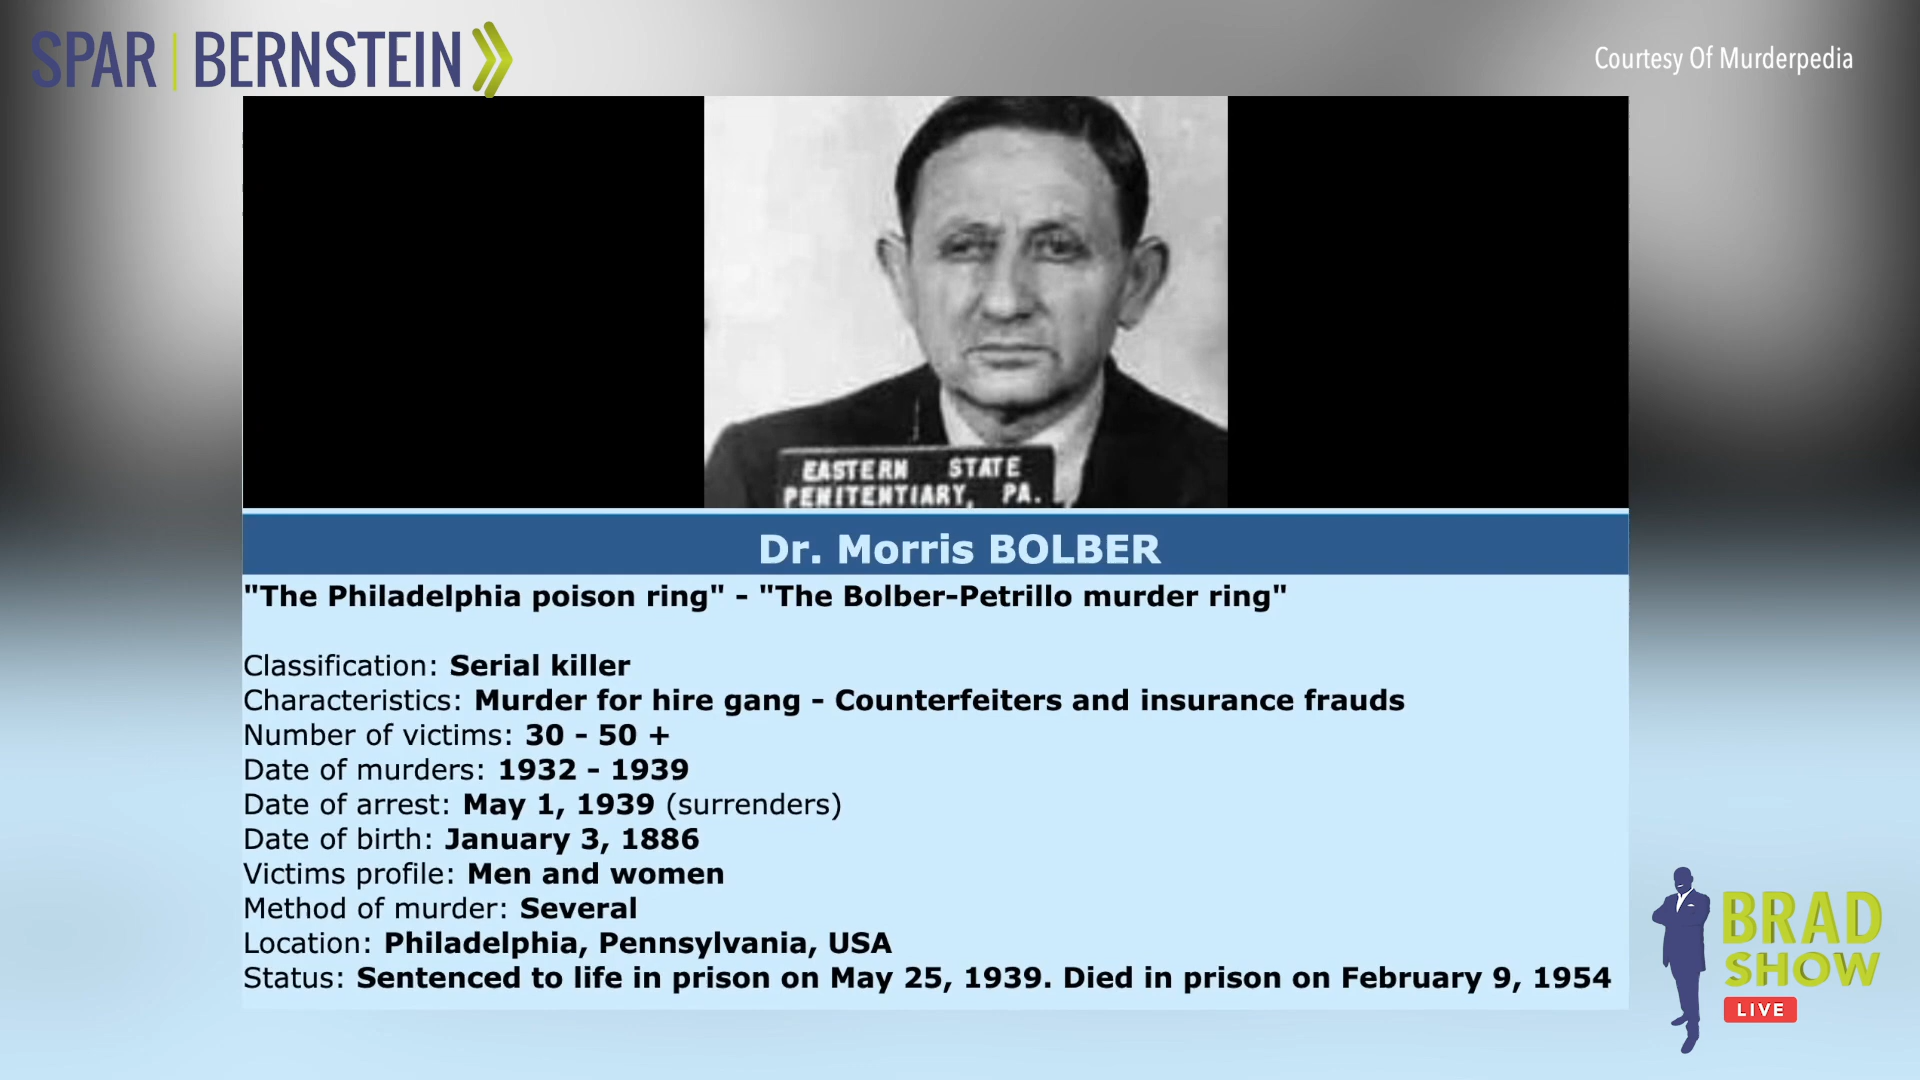 SPAR | BERNSTEIN
Courtesy Of Murderpedia
EASTERN STATE
PENITENTIARY, PA.
Dr. Morris BOLBER
"The Philadelphia poison ring" - "The Bolber-Petrillo murder ring"
Classification: Serial killer
Characteristics: Murder for hire gang - Counterfeiters and insurance frauds
Number of victims: 30 - 50 +
Date of murders: 1932 - 1939
Date of arrest: May 1, 1939 (surrenders)
Date of birth: January 3, 1886
Victims profile: Men and women
Method of murder: Several
Location: Philadelphia, Pennsylvania, USA
Status: Sentenced to life in prison on May 25, 1939. Died in prison on February 9, 1954
BRAD
SHOW
LIVE